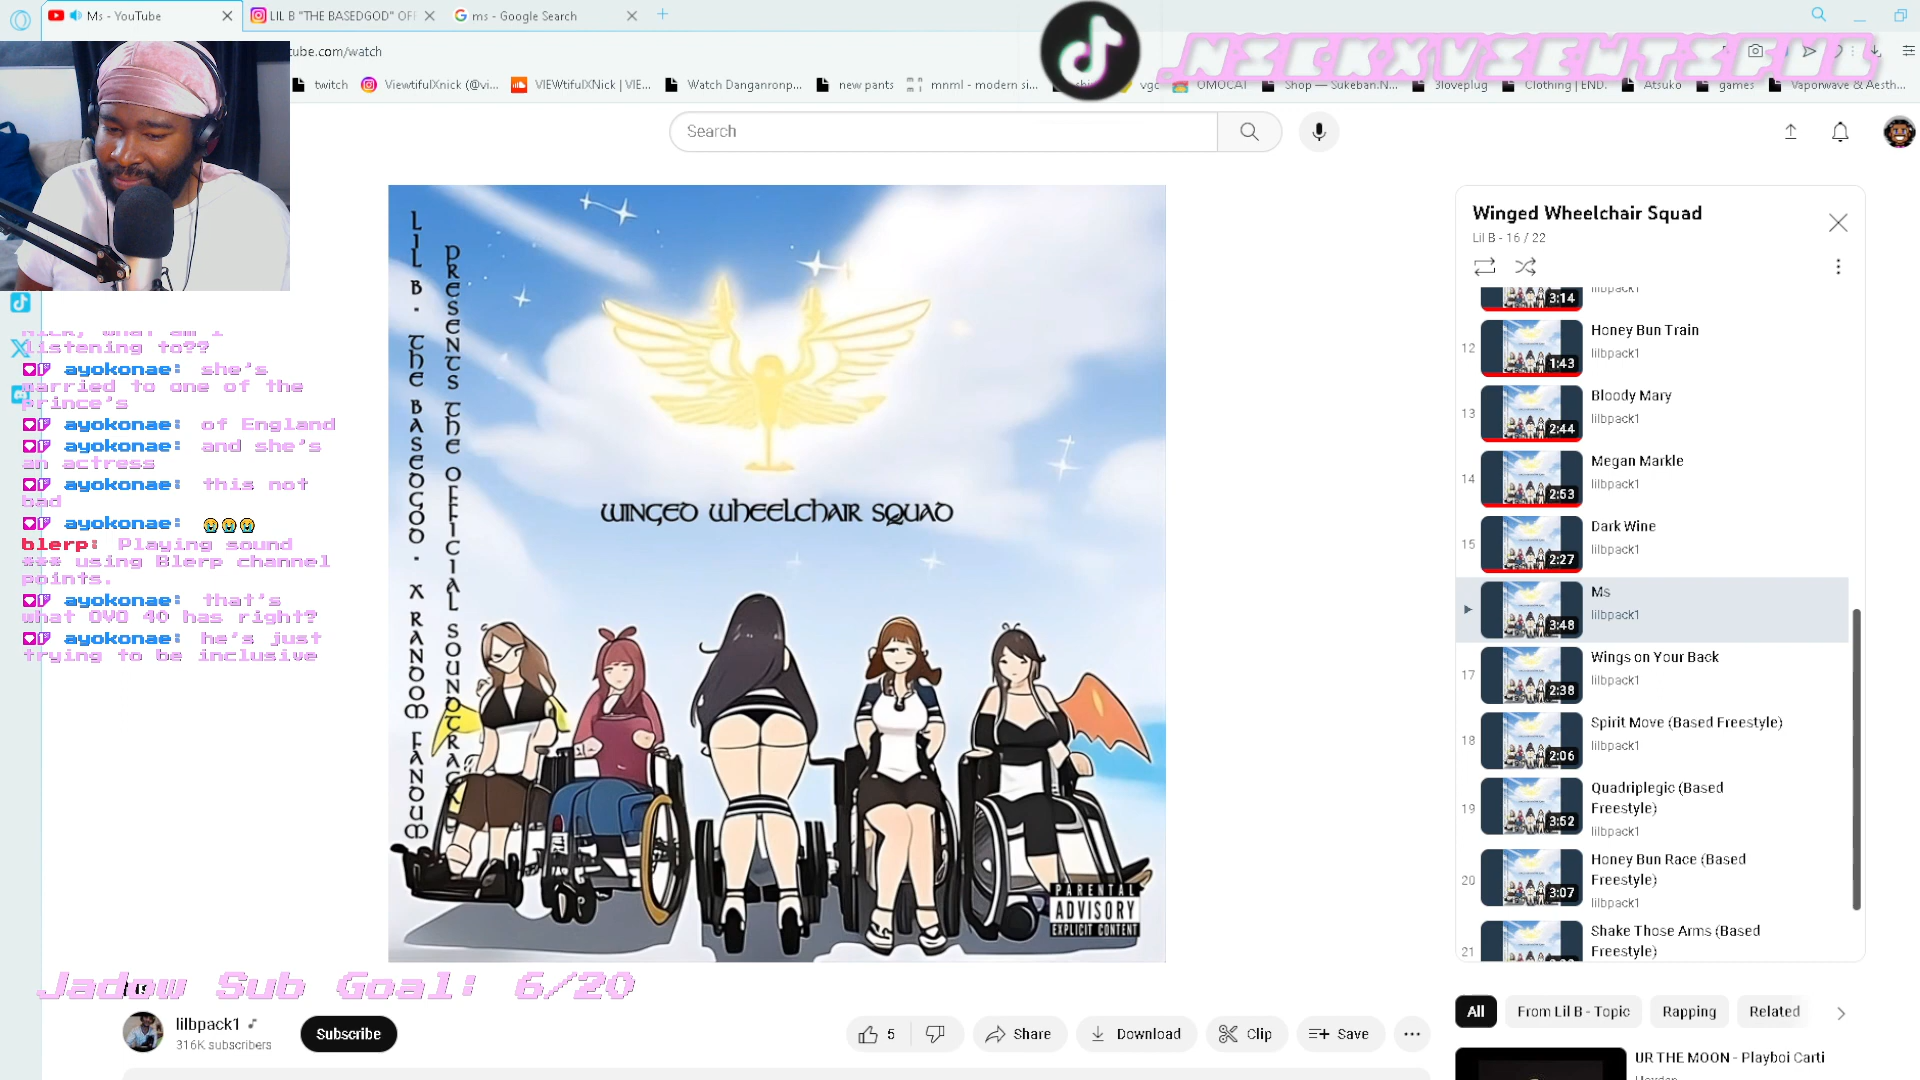 Ms - YouTube
LIL B "THE BASEDGOD" OFF
ms - Google Search
tube.com/watch
.NICKXVIENTIFUL
twitch
ViewtifulXnick (@vi...
VIEWtifulXNick | VIE...
Watch Danganronp...
new pants
mnml - modern si...
vgc
OMOCAT
Shop — Sukeban.N...
3loveplug
Clothing | END.
Atsuko
games
Vaporwave & Aesth...
Search
listening to??
ayokonae: she's
married to one of the
prince's
ayokonae: of England
ayokonae: and she's
an actress
ayokonae: this not
bad
ayokonae: 😭😭😭
blerp: Playing sound
*** using Blerp channel
points.
ayokonae: that's
what OVO 40 has right?
ayokonae: he's just
trying to be inclusive
LIL B - THE BASEDGOD - X RANDOM FANDUM
PRESENTS THE OFFICIAL SOUNDTRACK
WINGED WHEELCHAIR SQUAD
PARENTAL
ADVISORY
EXPLICIT CONTENT
Winged Wheelchair Squad
Lil B - 16 / 22
3:14
lilbpack1
12
1:43
Honey Bun Train
lilbpack1
13
2:44
Bloody Mary
lilbpack1
14
2:53
Megan Markle
lilbpack1
15
2:27
Dark Wine
lilbpack1
3:48
Ms
lilbpack1
17
2:38
Wings on Your Back
lilbpack1
18
2:06
Spirit Move (Based Freestyle)
lilbpack1
19
3:52
Quadriplegic (Based
Freestyle)
lilbpack1
20
3:07
Honey Bun Race (Based
Freestyle)
lilbpack1
21
Shake Those Arms (Based
Freestyle)
Jadow Sub Goal: 6/20
Ms
lilbpack1
316K subscribers
Subscribe
5
Share
Download
Clip
Save
All
From Lil B - Topic
Rapping
Related
UR THE MOON - Playboi Carti